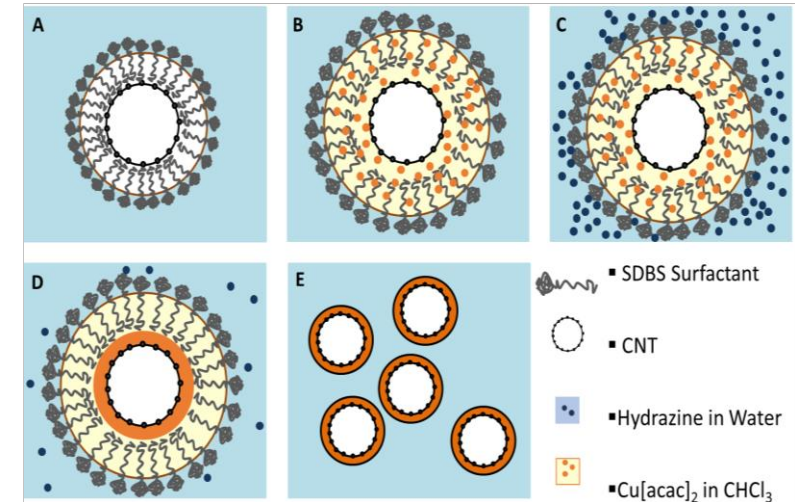 A
B
C
D
E
▪ SDBS Surfactant
▪ CNT
▪Hydrazine in Water
▪Cu[acac]₂ in CHCl₃